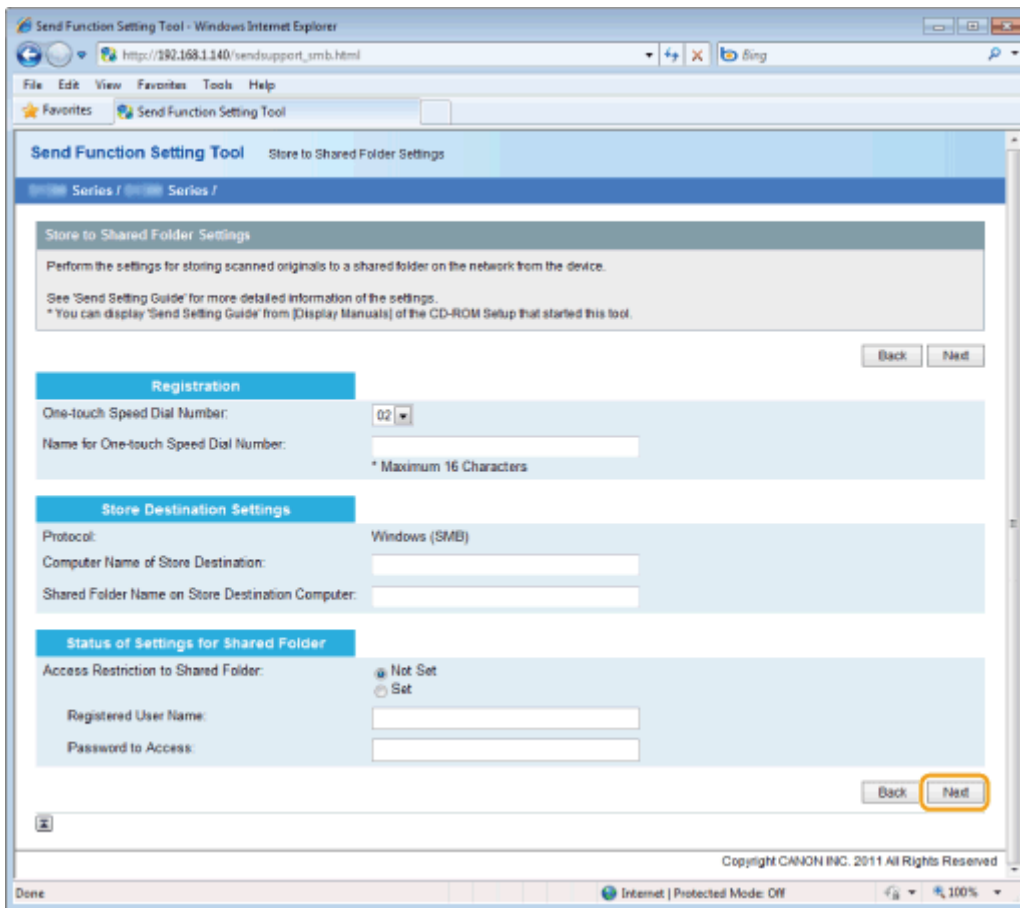 Send Function Setting Tool - Windows Internet Explorer
http://192.168.1.140/sendsupport_smb.html
Bing
File Edit View Favorites Tools Help
Favorites
Send Function Setting Tool
Send Function Setting Tool Store to Shared Folder Settings
Series / Series /
Store to Shared Folder Settings
Perform the settings for storing scanned originals to a shared folder on the network from the device.
See 'Send Setting Guide' for more detailed information of the settings.
* You can display 'Send Setting Guide' from [Display Manuals] of the CD-ROM Setup that started this tool.
Back Next
Registration
One-touch Speed Dial Number: 02
Name for One-touch Speed Dial Number:
* Maximum 16 Characters
Store Destination Settings
Protocol: Windows (SMB)
Computer Name of Store Destination:
Shared Folder Name on Store Destination Computer:
Status of Settings for Shared Folder
Access Restriction to Shared Folder: Not Set
Set
Registered User Name:
Password to Access:
Back Next
Copyright CANON INC. 2011 All Rights Reserved
Done Internet | Protected Mode: Off 100%